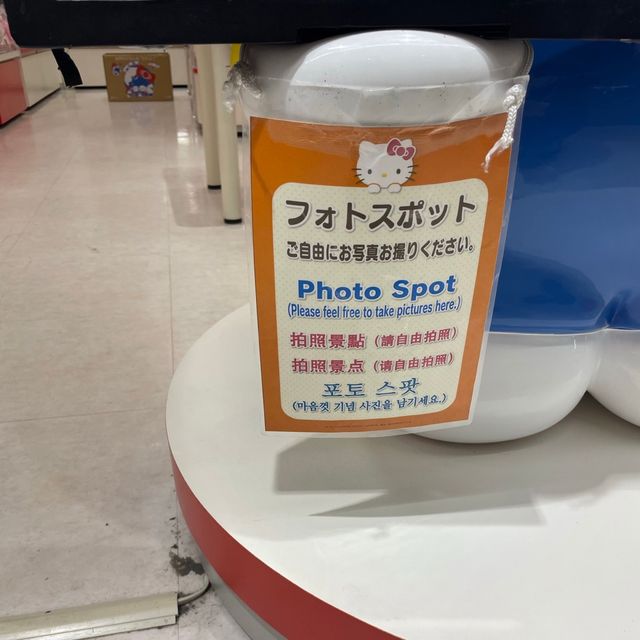 フォトスポット
ご自由にお写真お撮りください。
Photo Spot
(Please feel free to take pictures here.)
拍照景點 (請自由拍照)
拍照景点 (请自由拍照)
포토 스팟
(마음껏 기념 사진을 남기세요.)